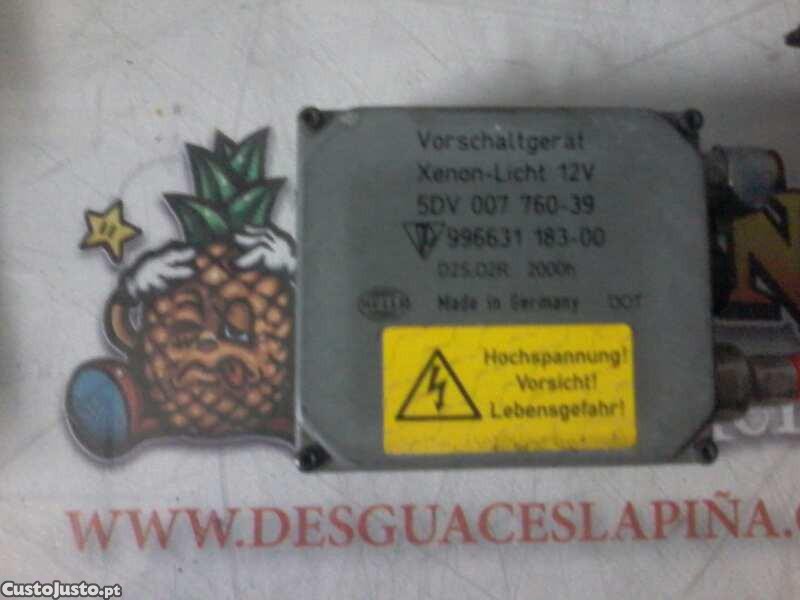 Vorschaltgerät
Xenon-Licht 12V
5DV 007 760-39
996631 183-00
D2S,D2R 2000h
HELLA Made in Germany DOT
Hochspannung!
Vorsicht!
Lebensgefahr!
WWW.DESGUACESLAPIÑA.
CustoJusto.pt